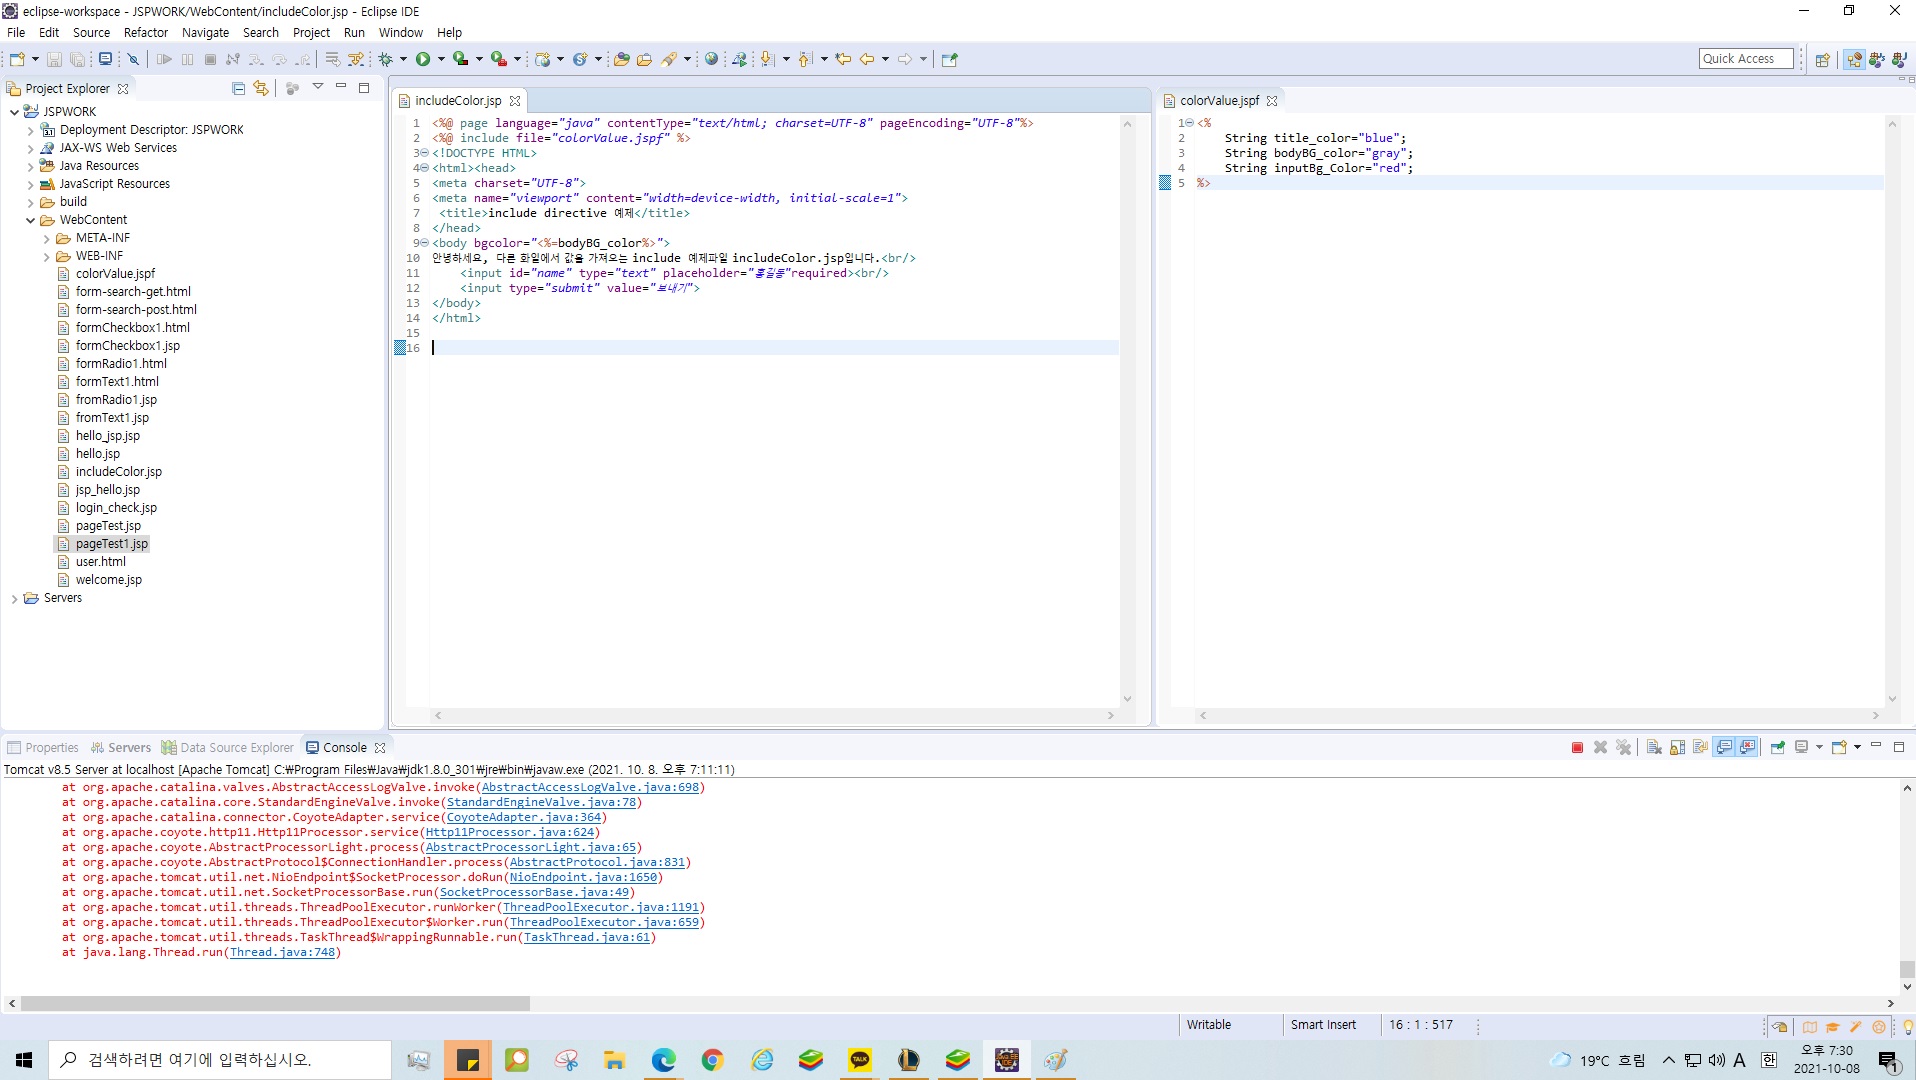 eclipse-workspace - JSPWORK/WebContent/includeColor.jsp - Eclipse IDE
File Edit Source Refactor Navigate Search Project Run Window Help
Quick Access
Project Explorer
JSPWORK
Deployment Descriptor: JSPWORK
JAX-WS Web Services
Java Resources
JavaScript Resources
build
WebContent
META-INF
WEB-INF
colorValue.jspf
form-search-get.html
form-search-post.html
formCheckbox1.html
formCheckbox1.jsp
formRadio1.html
formText1.html
fromRadio1.jsp
fromText1.jsp
hello_jsp.jsp
hello.jsp
includeColor.jsp
jsp_hello.jsp
login_check.jsp
pageTest.jsp
pageTest1.jsp
user.html
welcome.jsp
Servers
includeColor.jsp
1 <%@ page language="java" contentType="text/html; charset=UTF-8" pageEncoding="UTF-8"%>
2 <%@ include file="colorValue.jspf" %>
3 <!DOCTYPE HTML>
4 <html><head>
5 <meta charset="UTF-8">
6 <meta name="viewport" content="width=device-width, initial-scale=1">
7 <title>include directive 예제</title>
8 </head>
9 <body bgcolor="<%=bodyBG_color%>">
10 안녕하세요, 다른 화일에서 값을 가져오는 include 예제파일 includeColor.jsp입니다.<br/>
11 <input id="name" type="text" placeholder="홍길동"required><br/>
12 <input type="submit" value="보내기">
13 </body>
14 </html>
15
16
colorValue.jspf
1 <%
2 String title_color="blue";
3 String bodyBG_color="gray";
4 String inputBg_Color="red";
5 %>
Properties Servers Data Source Explorer Console
Tomcat v8.5 Server at localhost [Apache Tomcat] C:₩Program Files₩Java₩jdk1.8.0_301₩jre₩bin₩javaw.exe (2021. 10. 8. 오후 7:11:11)
at org.apache.catalina.valves.AbstractAccessLogValve.invoke(AbstractAccessLogValve.java:698)
at org.apache.catalina.core.StandardEngineValve.invoke(StandardEngineValve.java:78)
at org.apache.catalina.connector.CoyoteAdapter.service(CoyoteAdapter.java:364)
at org.apache.coyote.http11.Http11Processor.service(Http11Processor.java:624)
at org.apache.coyote.AbstractProcessorLight.process(AbstractProcessorLight.java:65)
at org.apache.coyote.AbstractProtocol$ConnectionHandler.process(AbstractProtocol.java:831)
at org.apache.tomcat.util.net.NioEndpoint$SocketProcessor.doRun(NioEndpoint.java:1650)
at org.apache.tomcat.util.net.SocketProcessorBase.run(SocketProcessorBase.java:49)
at org.apache.tomcat.util.threads.ThreadPoolExecutor.runWorker(ThreadPoolExecutor.java:1191)
at org.apache.tomcat.util.threads.ThreadPoolExecutor$Worker.run(ThreadPoolExecutor.java:659)
at org.apache.tomcat.util.threads.TaskThread$WrappingRunnable.run(TaskThread.java:61)
at java.lang.Thread.run(Thread.java:748)
Writable Smart Insert 16 : 1 : 517
검색하려면 여기에 입력하십시오.
TALK
19°C 흐림 A 한
오후 7:30
2021-10-08
1